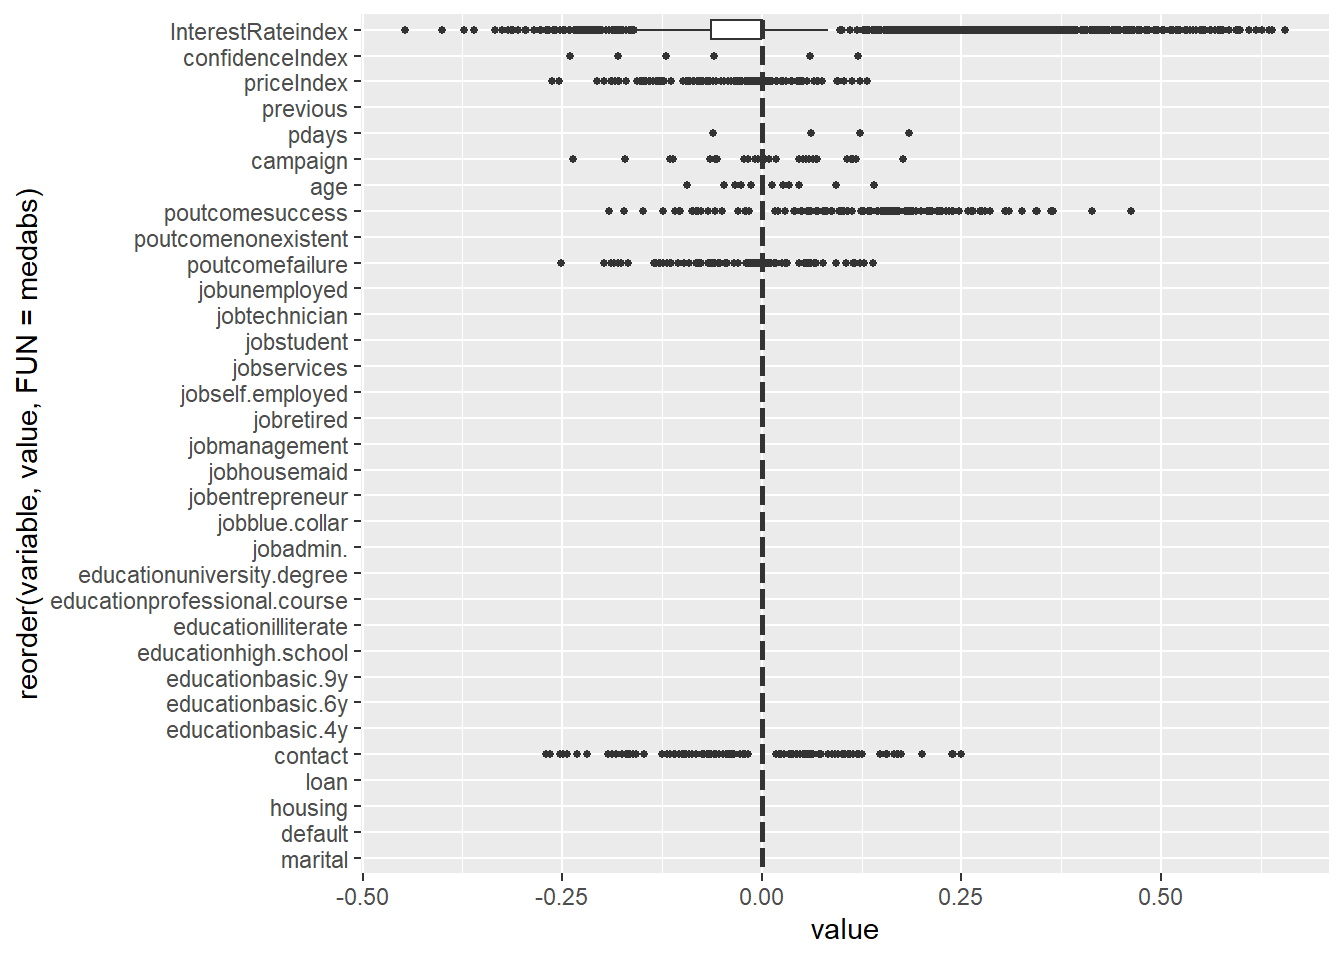 InterestRateindex
confidenceIndex
priceIndex
previous
pdays
campaign
age
poutcomesuccess
poutcomenonexistent
poutcomefailure
jobunemployed
jobtechnician
jobstudent
jobservices
jobself.employed
jobretired
jobmanagement
jobhousemaid
jobentrepreneur
jobblue.collar
jobadmin.
educationuniversity.degree
educationprofessional.course
educationilliterate
educationhigh.school
educationbasic.9y
educationbasic.6y
educationbasic.4y
contact
loan
housing
default
marital
reorder(variable, value, FUN = medabs)
-0.50 -0.25 0.00 0.25 0.50
value